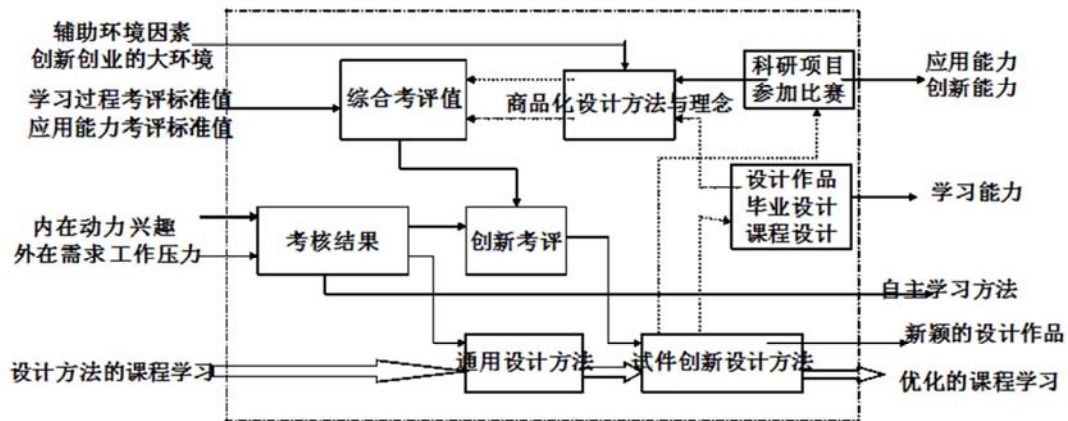 辅助环境因素
创新创业的大环境
学习过程考评标准值
应用能力考评标准值
综合考评值
商品化设计方法与理念
科研项目
参加比赛
应用能力
创新能力
设计作品
毕业设计
课程设计
学习能力
内在动力兴趣
外在需求工作压力
考核结果
创新考评
自主学习方法
新颖的设计作品
设计方法的课程学习
通用设计方法
试件创新设计方法
优化的课程学习